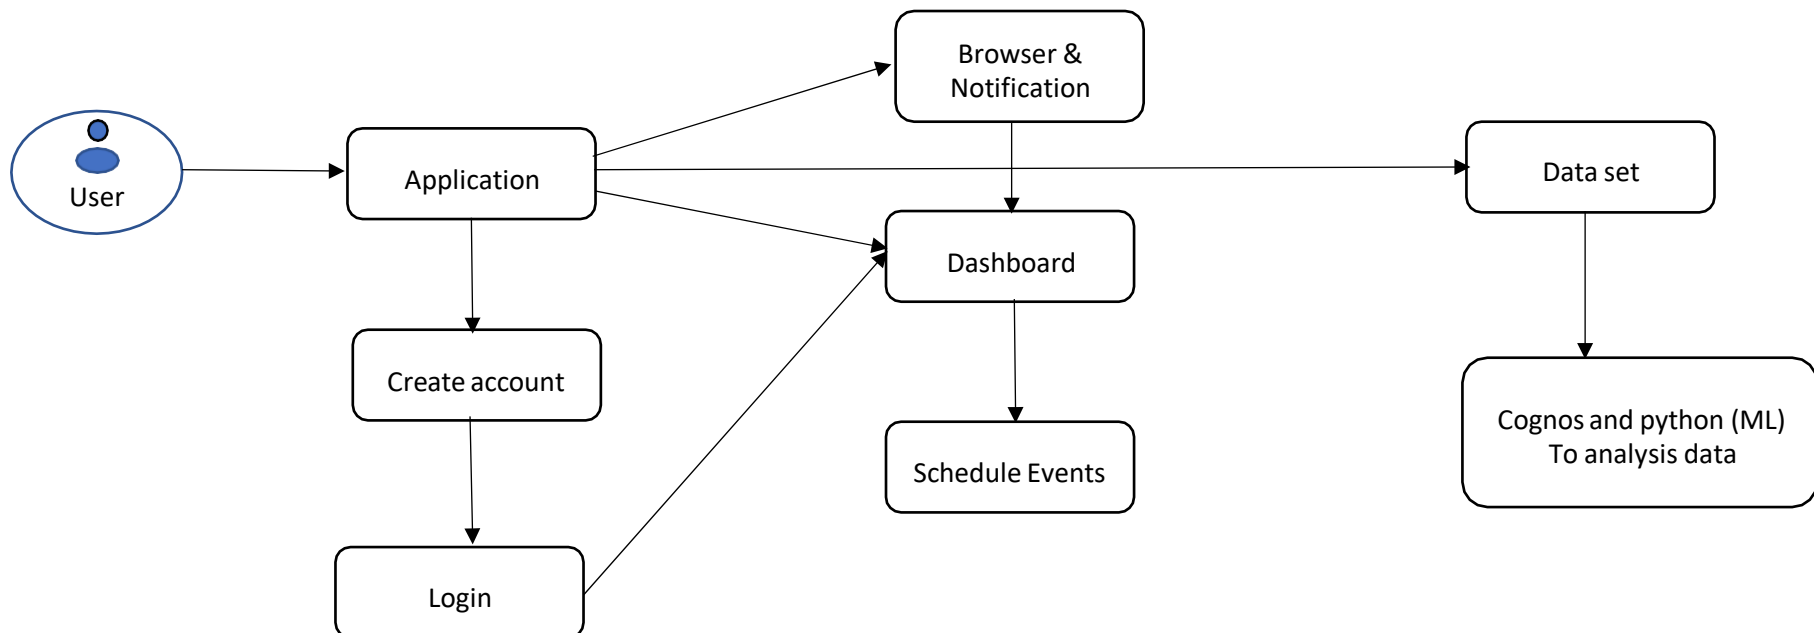 Browser &
Notification
User
Application
Data set
Dashboard
Create account
Cognos and python (ML)
To analysis data
Schedule Events
Login